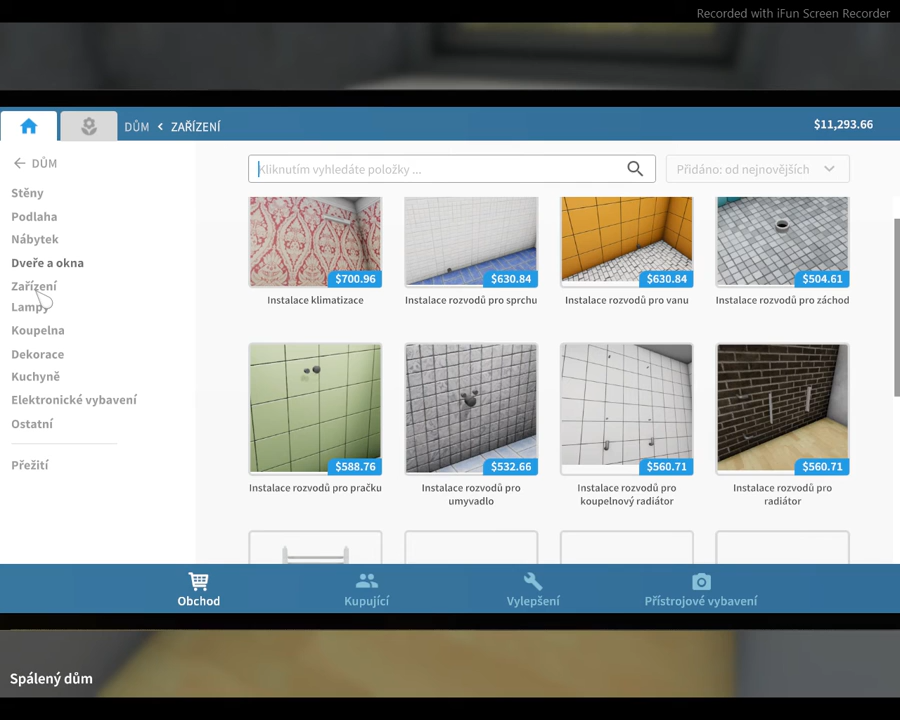 Recorded with iFun Screen Recorder
DŮM < ZAŘÍZENÍ
$11,293.66
← DŮM
Kliknutím vyhledáte položky ...
Přidáno: od nejnovějších
Stěny
Podlaha
Nábytek
Dveře a okna
Zařízení
Lampy
Koupelna
Dekorace
Kuchyně
Elektronické vybavení
Ostatní
Přežití
$700.96
$630.84
$630.84
$504.61
Instalace klimatizace
Instalace rozvodů pro sprchu
Instalace rozvodů pro vanu
Instalace rozvodů pro záchod
$588.76
$532.66
$560.71
$560.71
Instalace rozvodů pro pračku
Instalace rozvodů pro
umyvadlo
Instalace rozvodů pro
koupelnový radiátor
Instalace rozvodů pro
radiátor
Obchod
Kupující
Vylepšení
Přístrojové vybavení
Spálený dům